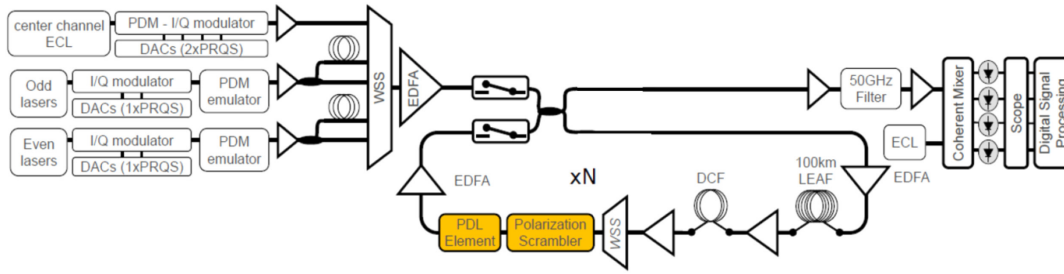 center channel
ECL
PDM - I/Q modulator
DACs (2xPRQS)
Odd
lasers
I/Q modulator
DACs (1xPRQS)
PDM
emulator
Even
lasers
I/Q modulator
DACs (1xPRQS)
PDM
emulator
WSS
EDFA
50GHz
Filter
ECL
Coherent Mixer
Scope
Digital Signal
Processing
EDFA
xN
DCF
100km
LEAF
EDFA
PDL
Element
Polarization
Scrambler
WSS